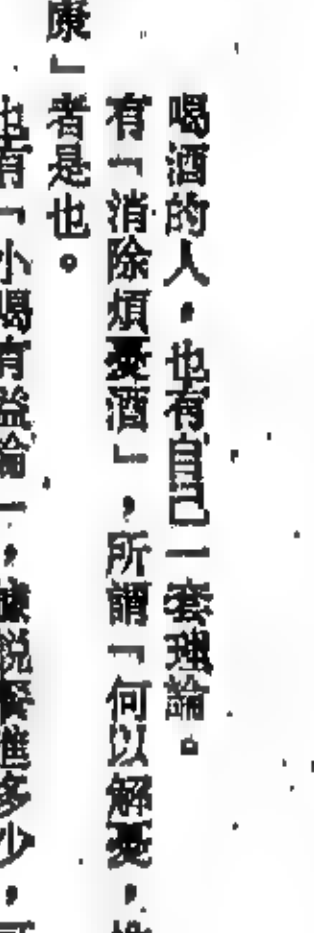 喝酒的人，也有自己一套理論。
有「消除煩憂酒」，所謂「何以解憂，
康」者是也。
也有「小喝有益論」，據說醫進多少，